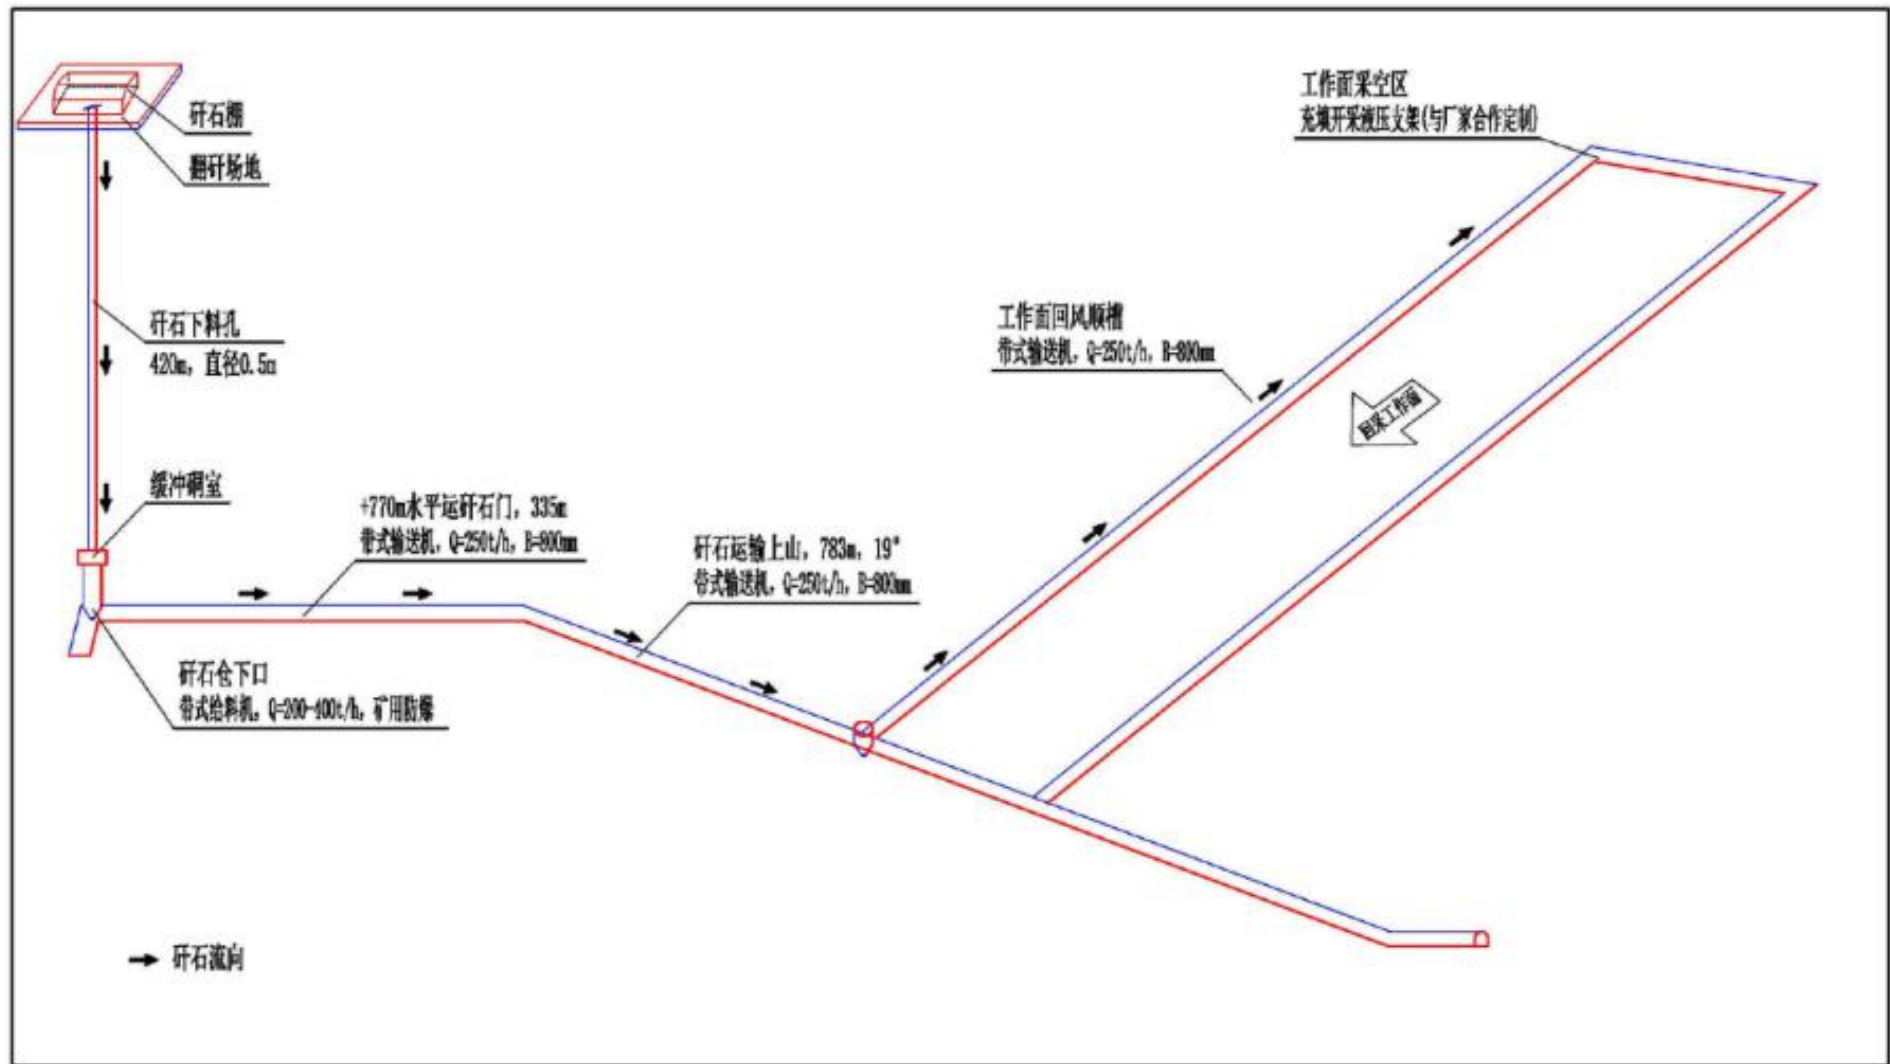 矸石棚
翻矸场地
矸石下料孔
420m, 直径0.5m
缓冲硐室
+770m水平运矸石门, 335m
带式输送机, Q=250t/h, B=800mm
矸石运输上山, 783m, 19°
带式输送机, Q=250t/h, B=800mm
矸石仓下口
带式给料机, Q=200-400t/h, 矿用防爆
工作面回风顺槽
带式输送机, Q=250t/h, B=800mm
工作面采空区
充填开采液压支架(与厂家合作定制)
回采工作面
矸石流向